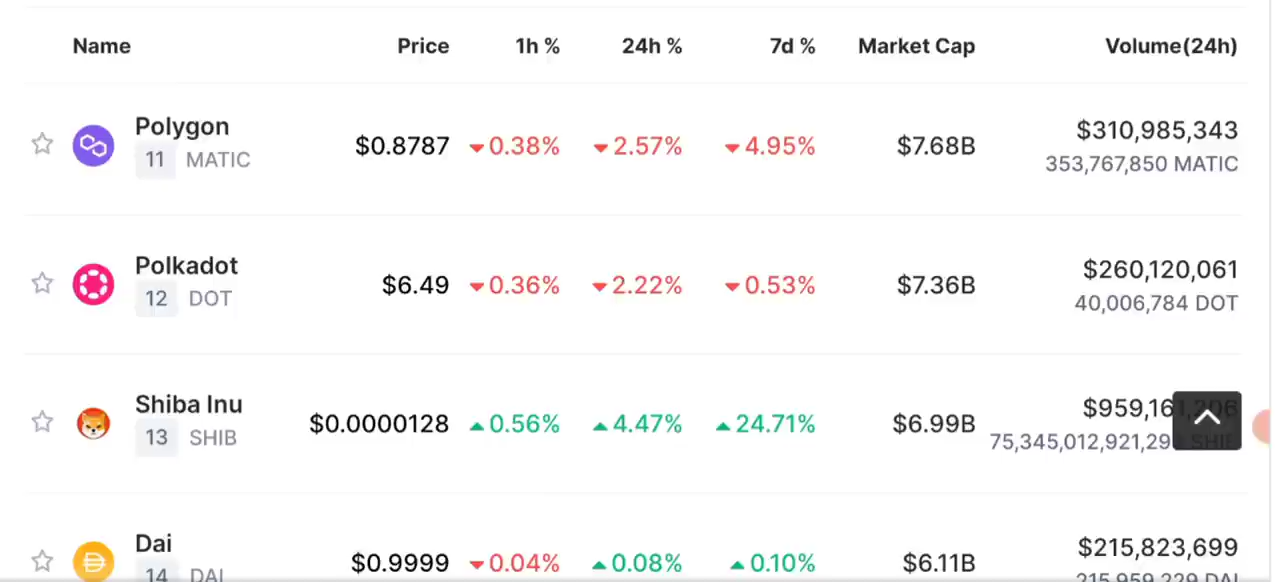 Name Price 1h % 24h % 7d % Market Cap Volume(24h)
Polygon
11 MATIC $0.8787 0.38% 2.57% 4.95% $7.68B $310,985,343
353,767,850 MATIC
Polkadot
12 DOT $6.49 0.36% 2.22% 0.53% $7.36B $260,120,061
40,006,784 DOT
Shiba Inu
13 SHIB $0.0000128 0.56% 4.47% 24.71% $6.99B
Dai
14 DAI $0.9999 0.04% 0.08% 0.10% $6.11B $215,823,699